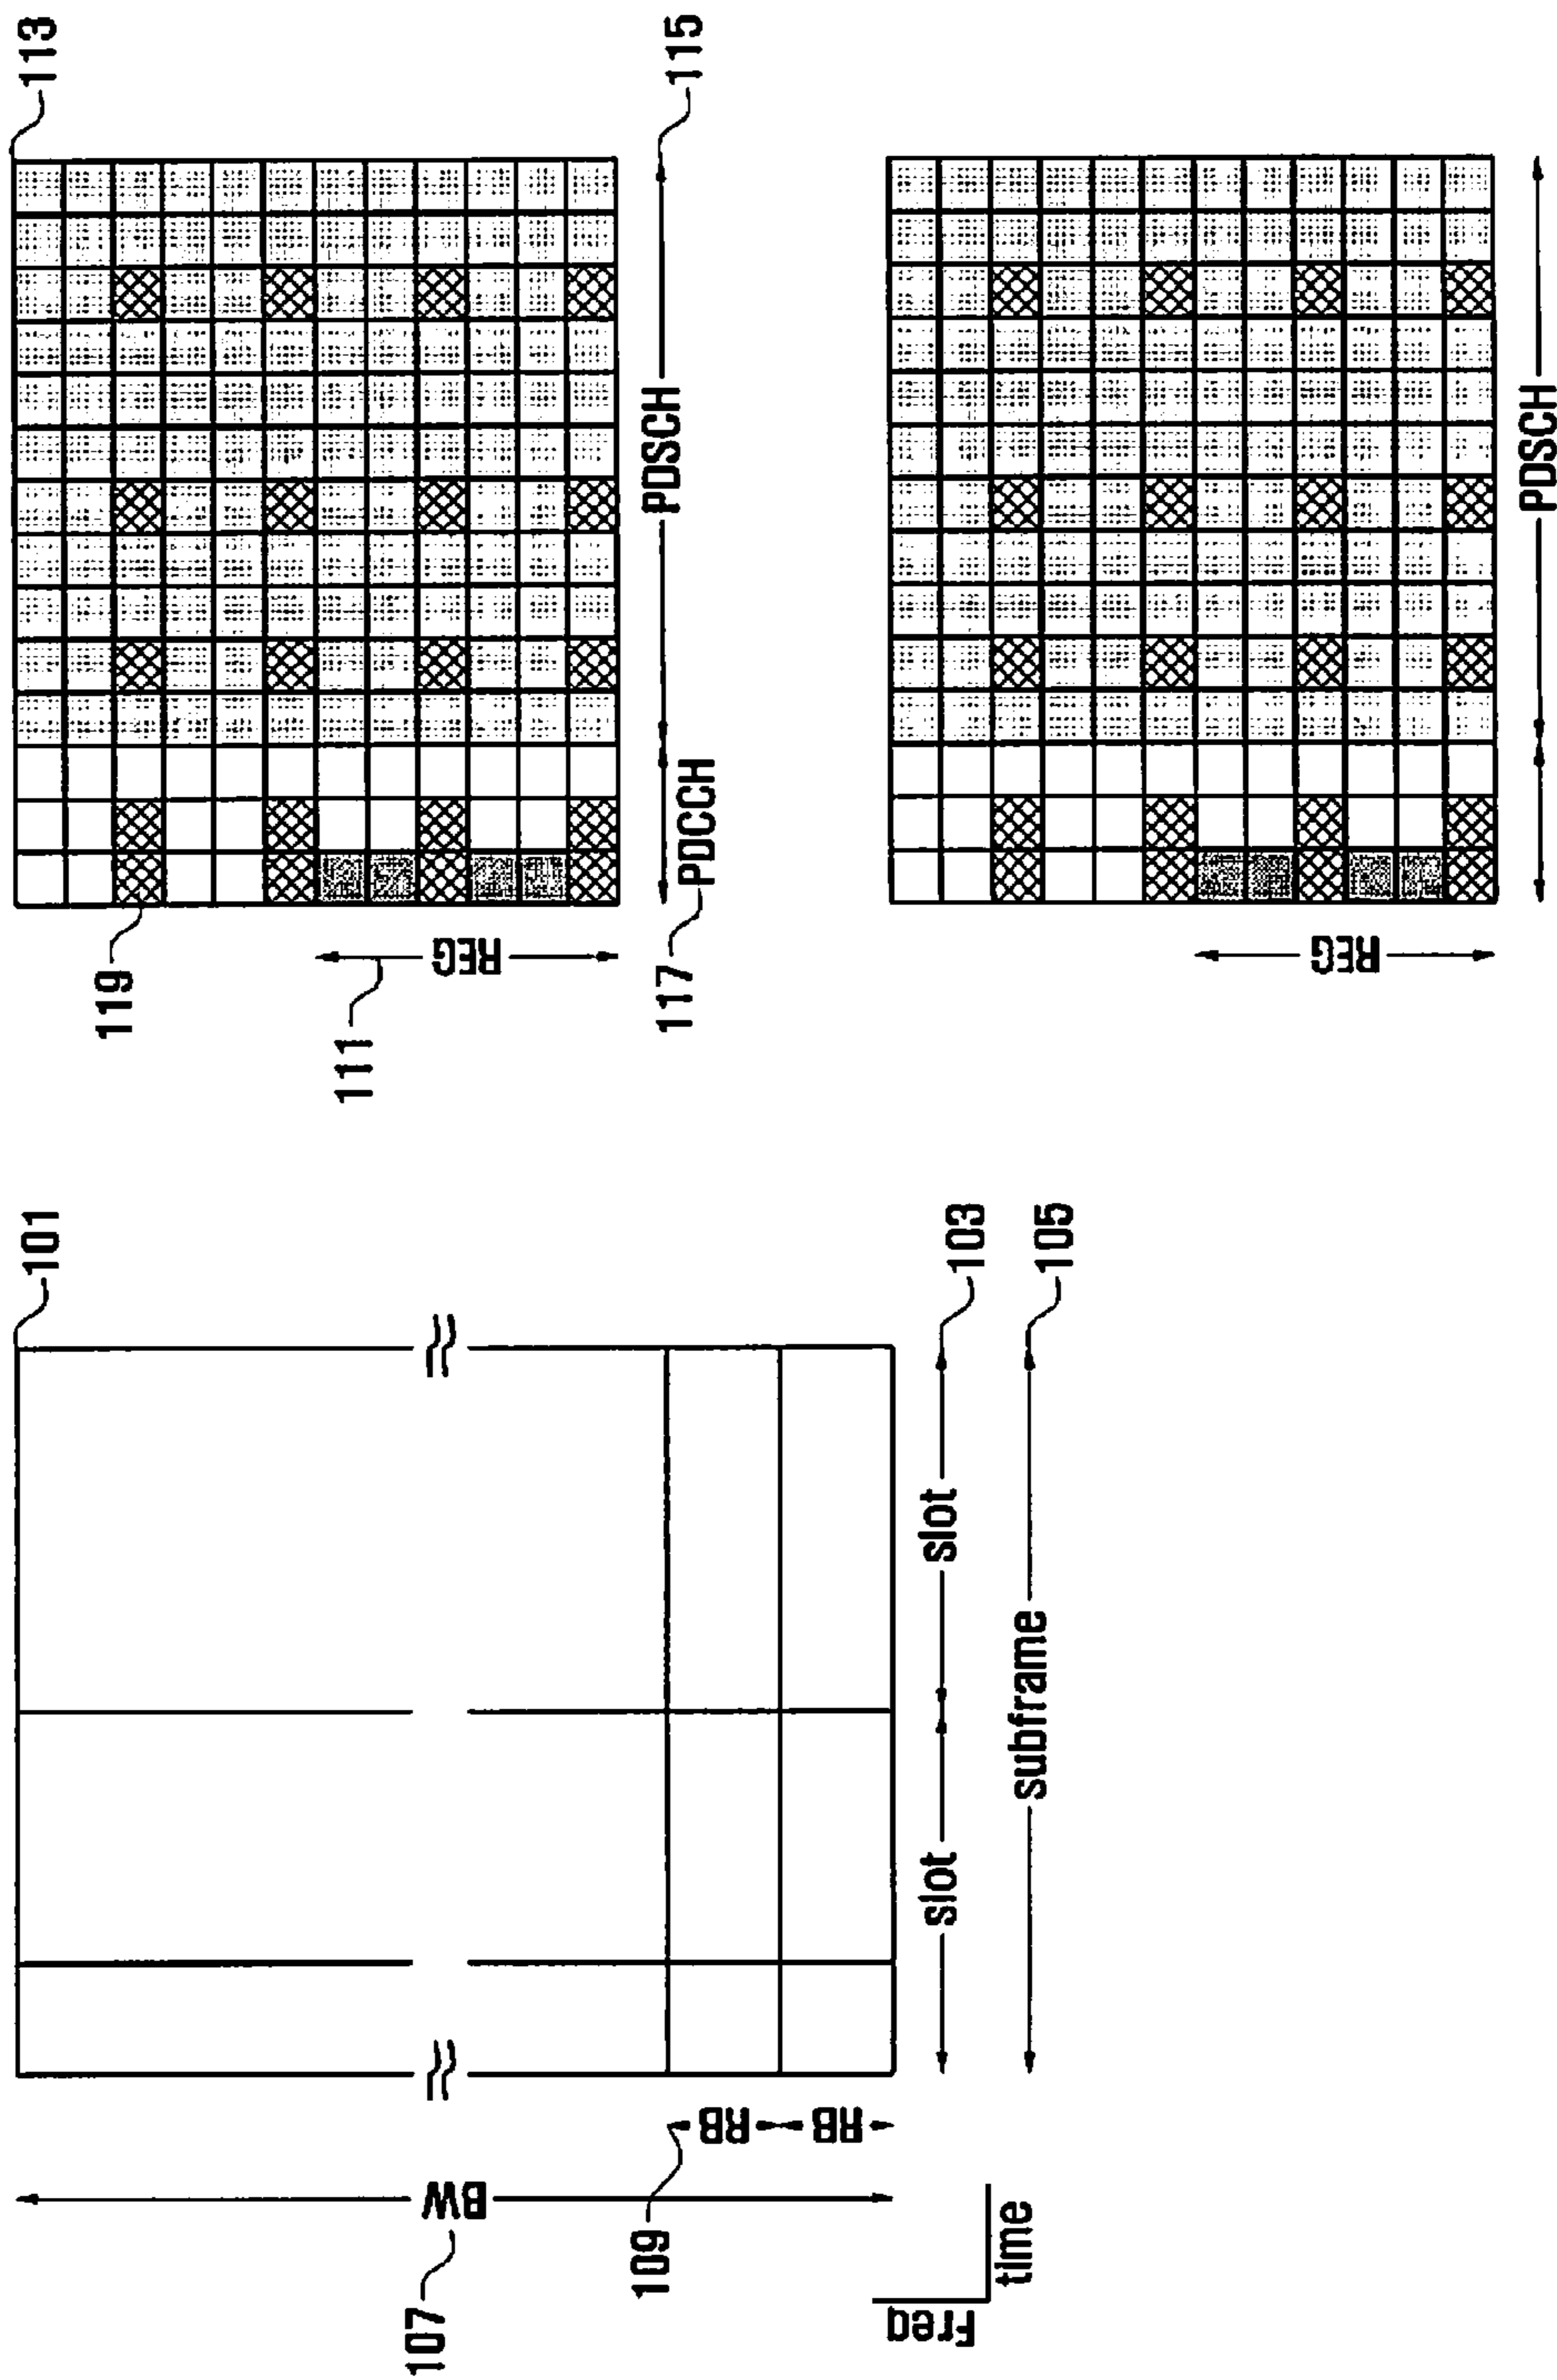 101
BW
107
RB
RB
109
slot
slot
103
subframe
105
Freq
time
113
119
REG
111
PDSCH
115
PDCCH
117
REG
PDSCH